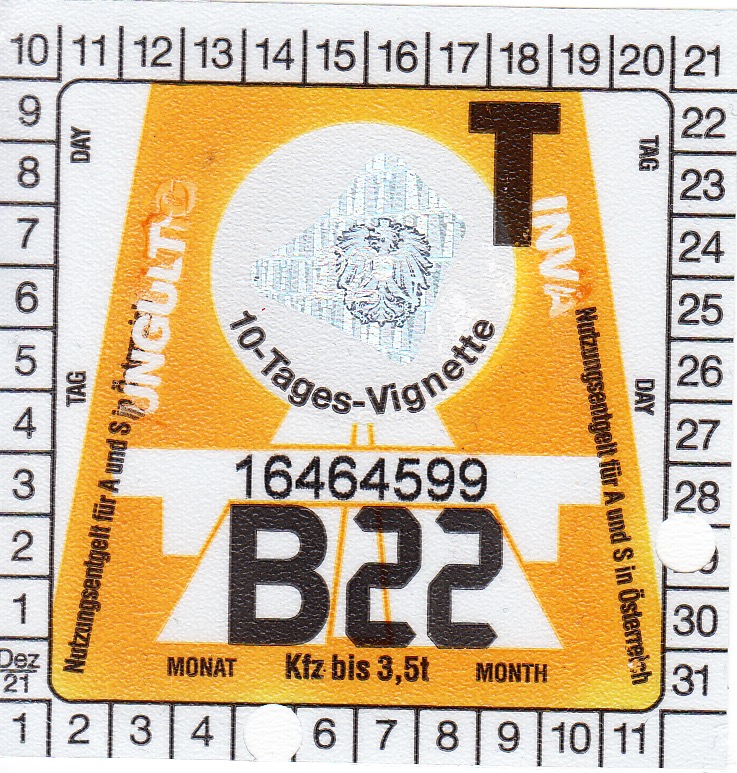 10 11 12 13 14 15 16 17 18 19 20 21
9 22
8 23
7 24
6 25
5 26
4 27
3 28
2
1 30
Dez 31
21
1 2 3 4 6 7 8 9 10 11
DAY
TAG
T
UNGÜLTIG
INVA
10-Tages-Vignette
TAG
DAY
Nutzungsentgelt für A und S in
Nutzungsentgelt für A und S in Österreich
16464599
B22
MONAT Kfz bis 3,5t MONTH